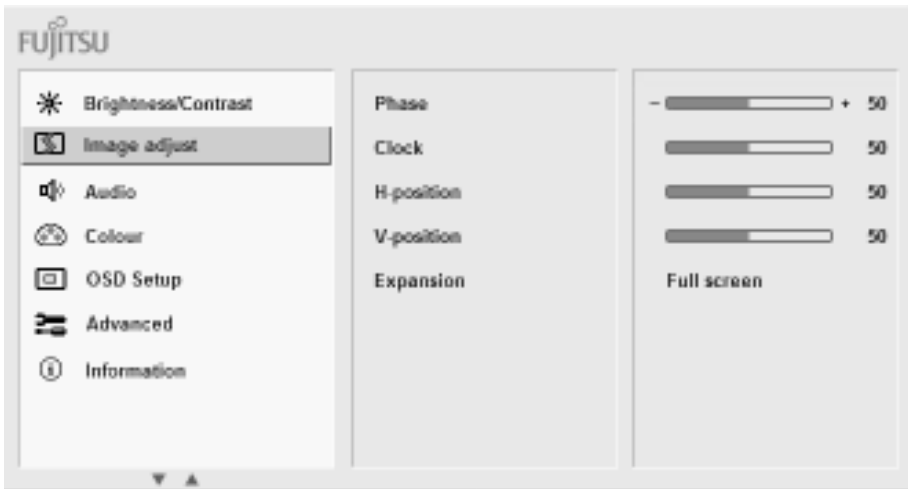 FUJITSU
Brightness/Contrast
Image adjust
Audio
Colour
OSD Setup
Advanced
Information
Phase
Clock
H-position
V-position
Expansion
- + 50
50
50
50
Full screen